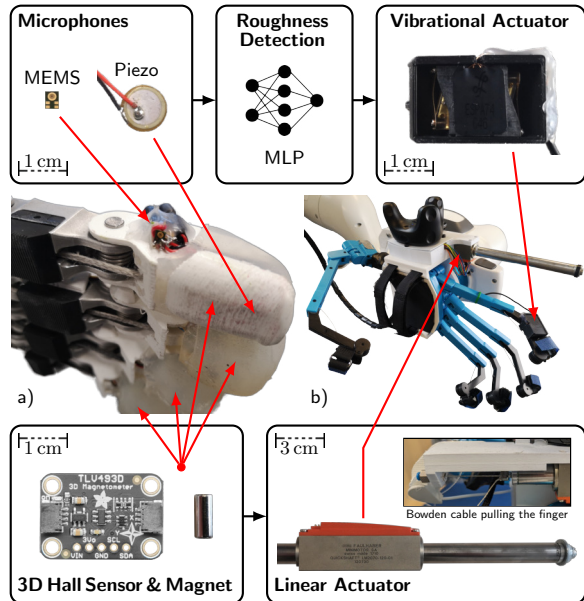 Microphones
MEMS
Piezo
1 cm
Roughness
Detection
MLP
Vibrational Actuator
1 cm
a)
b)
1 cm
TLV493D
3D Magnetometer
3Vo SCL
VIN GND SDA
3D Hall Sensor & Magnet
3 cm
Bowden cable pulling the finger
Linear Actuator